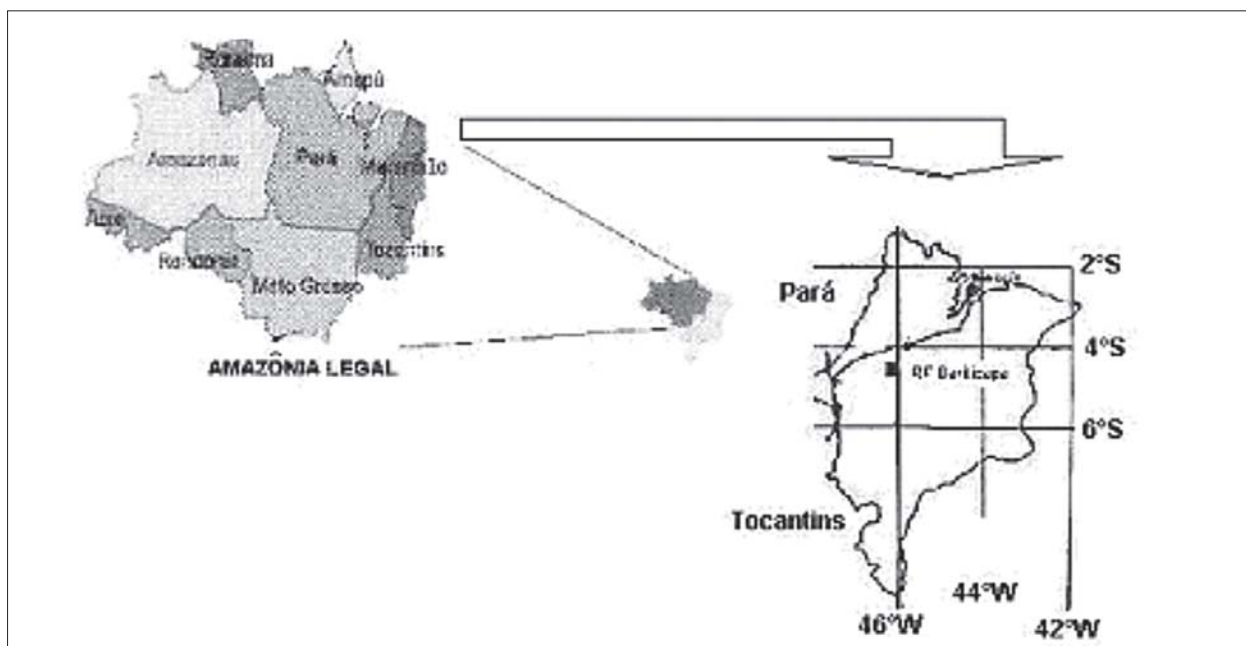 Roraima
Amapá
Amazonas
Pará
Maranhão
Acre
Rondônia
Tocantins
Mato Grosso
AMAZÔNIA LEGAL
Pará
2°S
4°S
RF
6°S
Tocantins
44°W
46°W
42°W